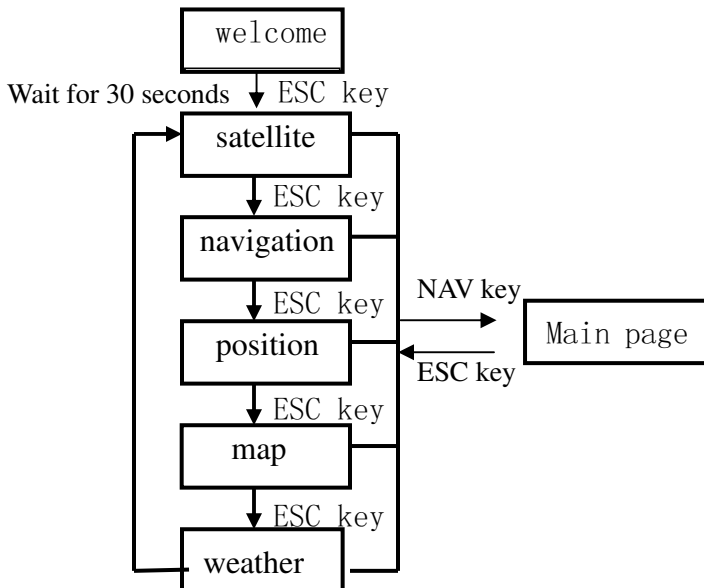 welcome
Wait for 30 seconds ESC key
satellite
ESC key
navigation
ESC key
NAV key
position
Main page
ESC key
ESC key
map
ESC key
weather